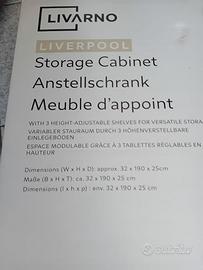 LIVARNO
LIVERPOOL
Storage Cabinet
Anstellschrank
Meuble d'appoint
WITH 3 HEIGHT-ADJUSTABLE SHELVES FOR VERSATILE STORA
VARIABLER STAURAUM DURCH 3 HÖHENVERSTELLBARE
EINLEGEBÖDEN
ESPACE MODULABLE GRÂCE À 3 TABLETTES RÉGLABLES EN
HAUTEUR
Dimensions (W x H x D): approx. 32 x 190 x 25cm
Maße (B x H x T): ca. 32 x 190 x 25 cm
Dimensions (l x h x p) : env. 32 x 190 x 25 cm
subito